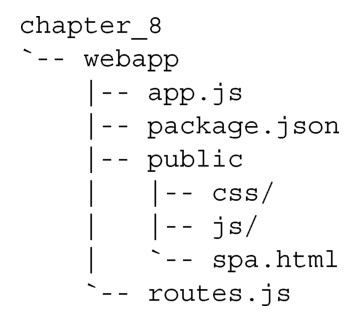 chapter_8
`-- webapp
    |-- app.js
    |-- package.json
    |-- public
    |   |-- css/
    |   |-- js/
    |   `-- spa.html
    `-- routes.js